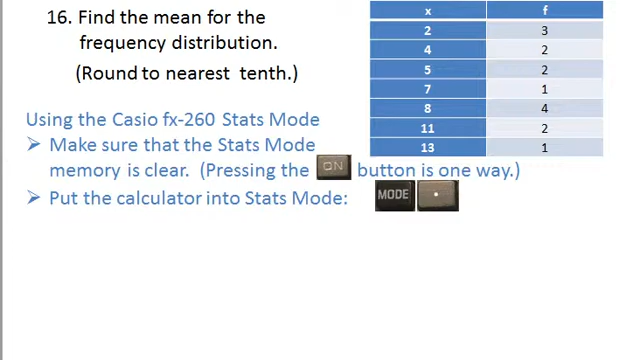 16. Find the mean for the
frequency distribution.
(Round to nearest tenth.)
x f
2 3
4 2
5 2
7 1
8 4
11 2
13 1
Using the Casio fx-260 Stats Mode
➢ Make sure that the Stats Mode
memory is clear. (Pressing the ON button is one way.)
➢ Put the calculator into Stats Mode: MODE ·